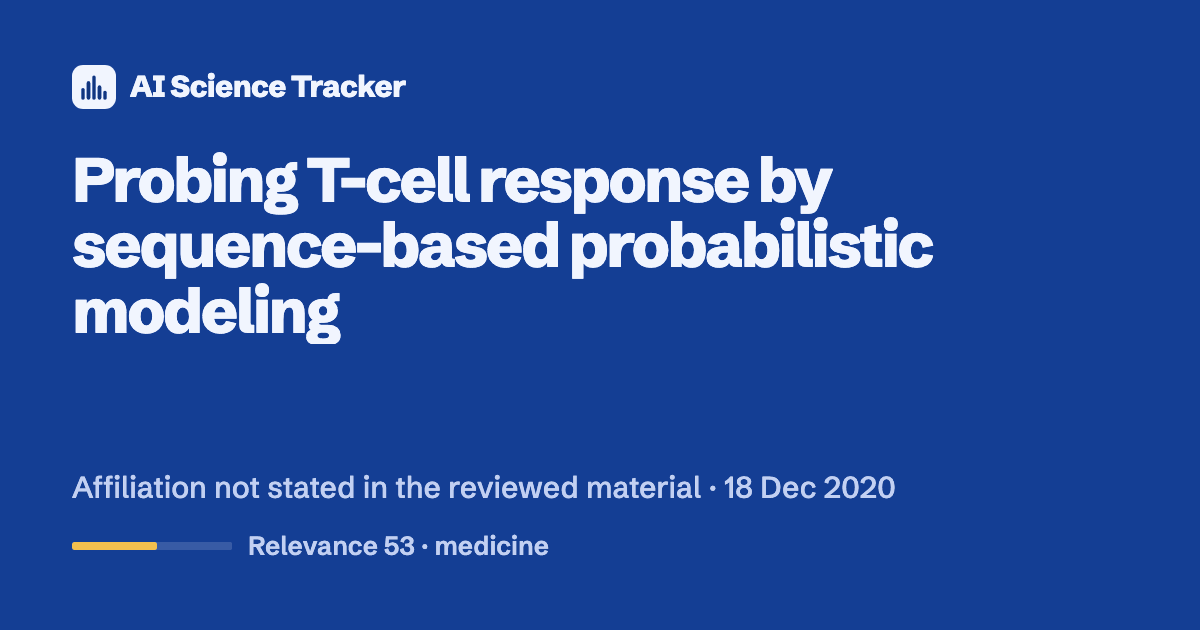 AI Science Tracker
Probing T-cell response by
sequence-based probabilistic
modeling
Affiliation not stated in the reviewed material · 18 Dec 2020
Relevance 53 · medicine